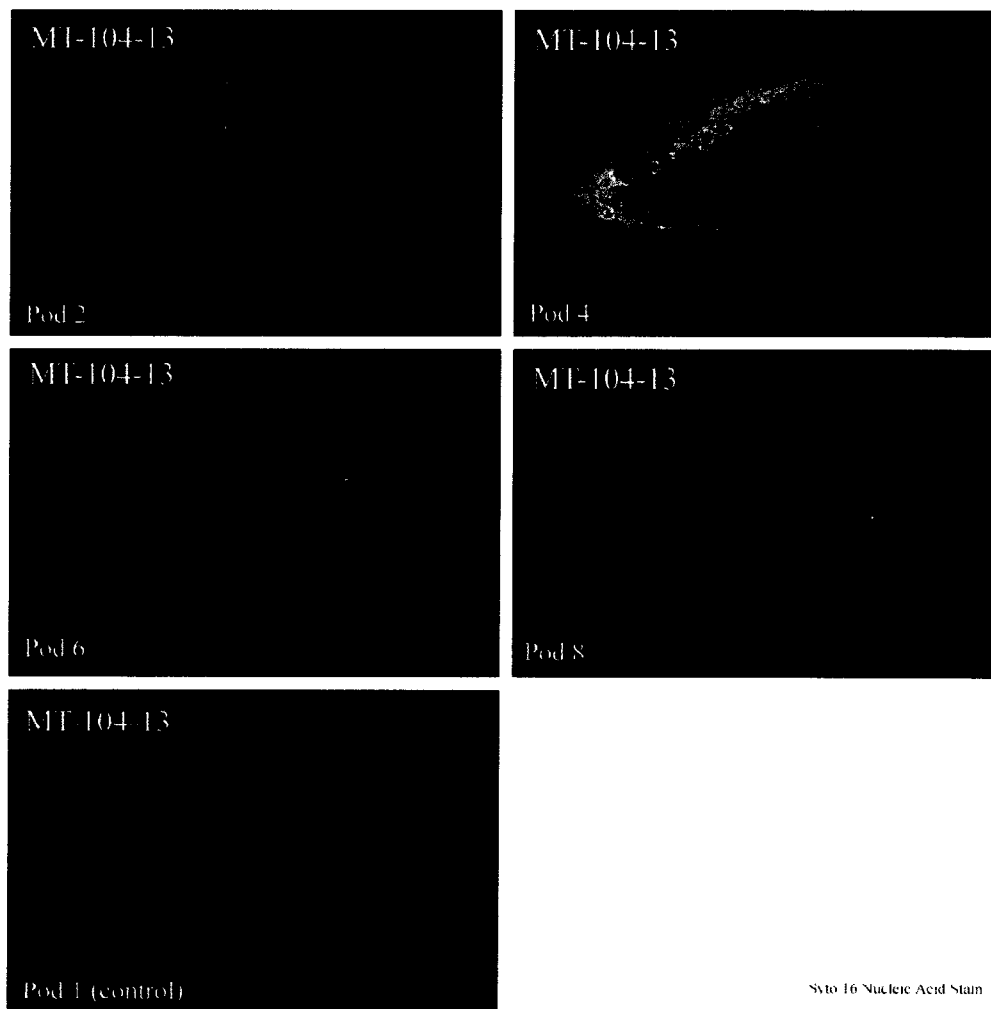 MT-104-13
Pod 2
MT-104-13
Pod 4
MT-104-13
Pod 6
MT-104-13
Pod 8
MT-104-13
Pod 1 (control)
Syto 16 Nucleic Acid Stain